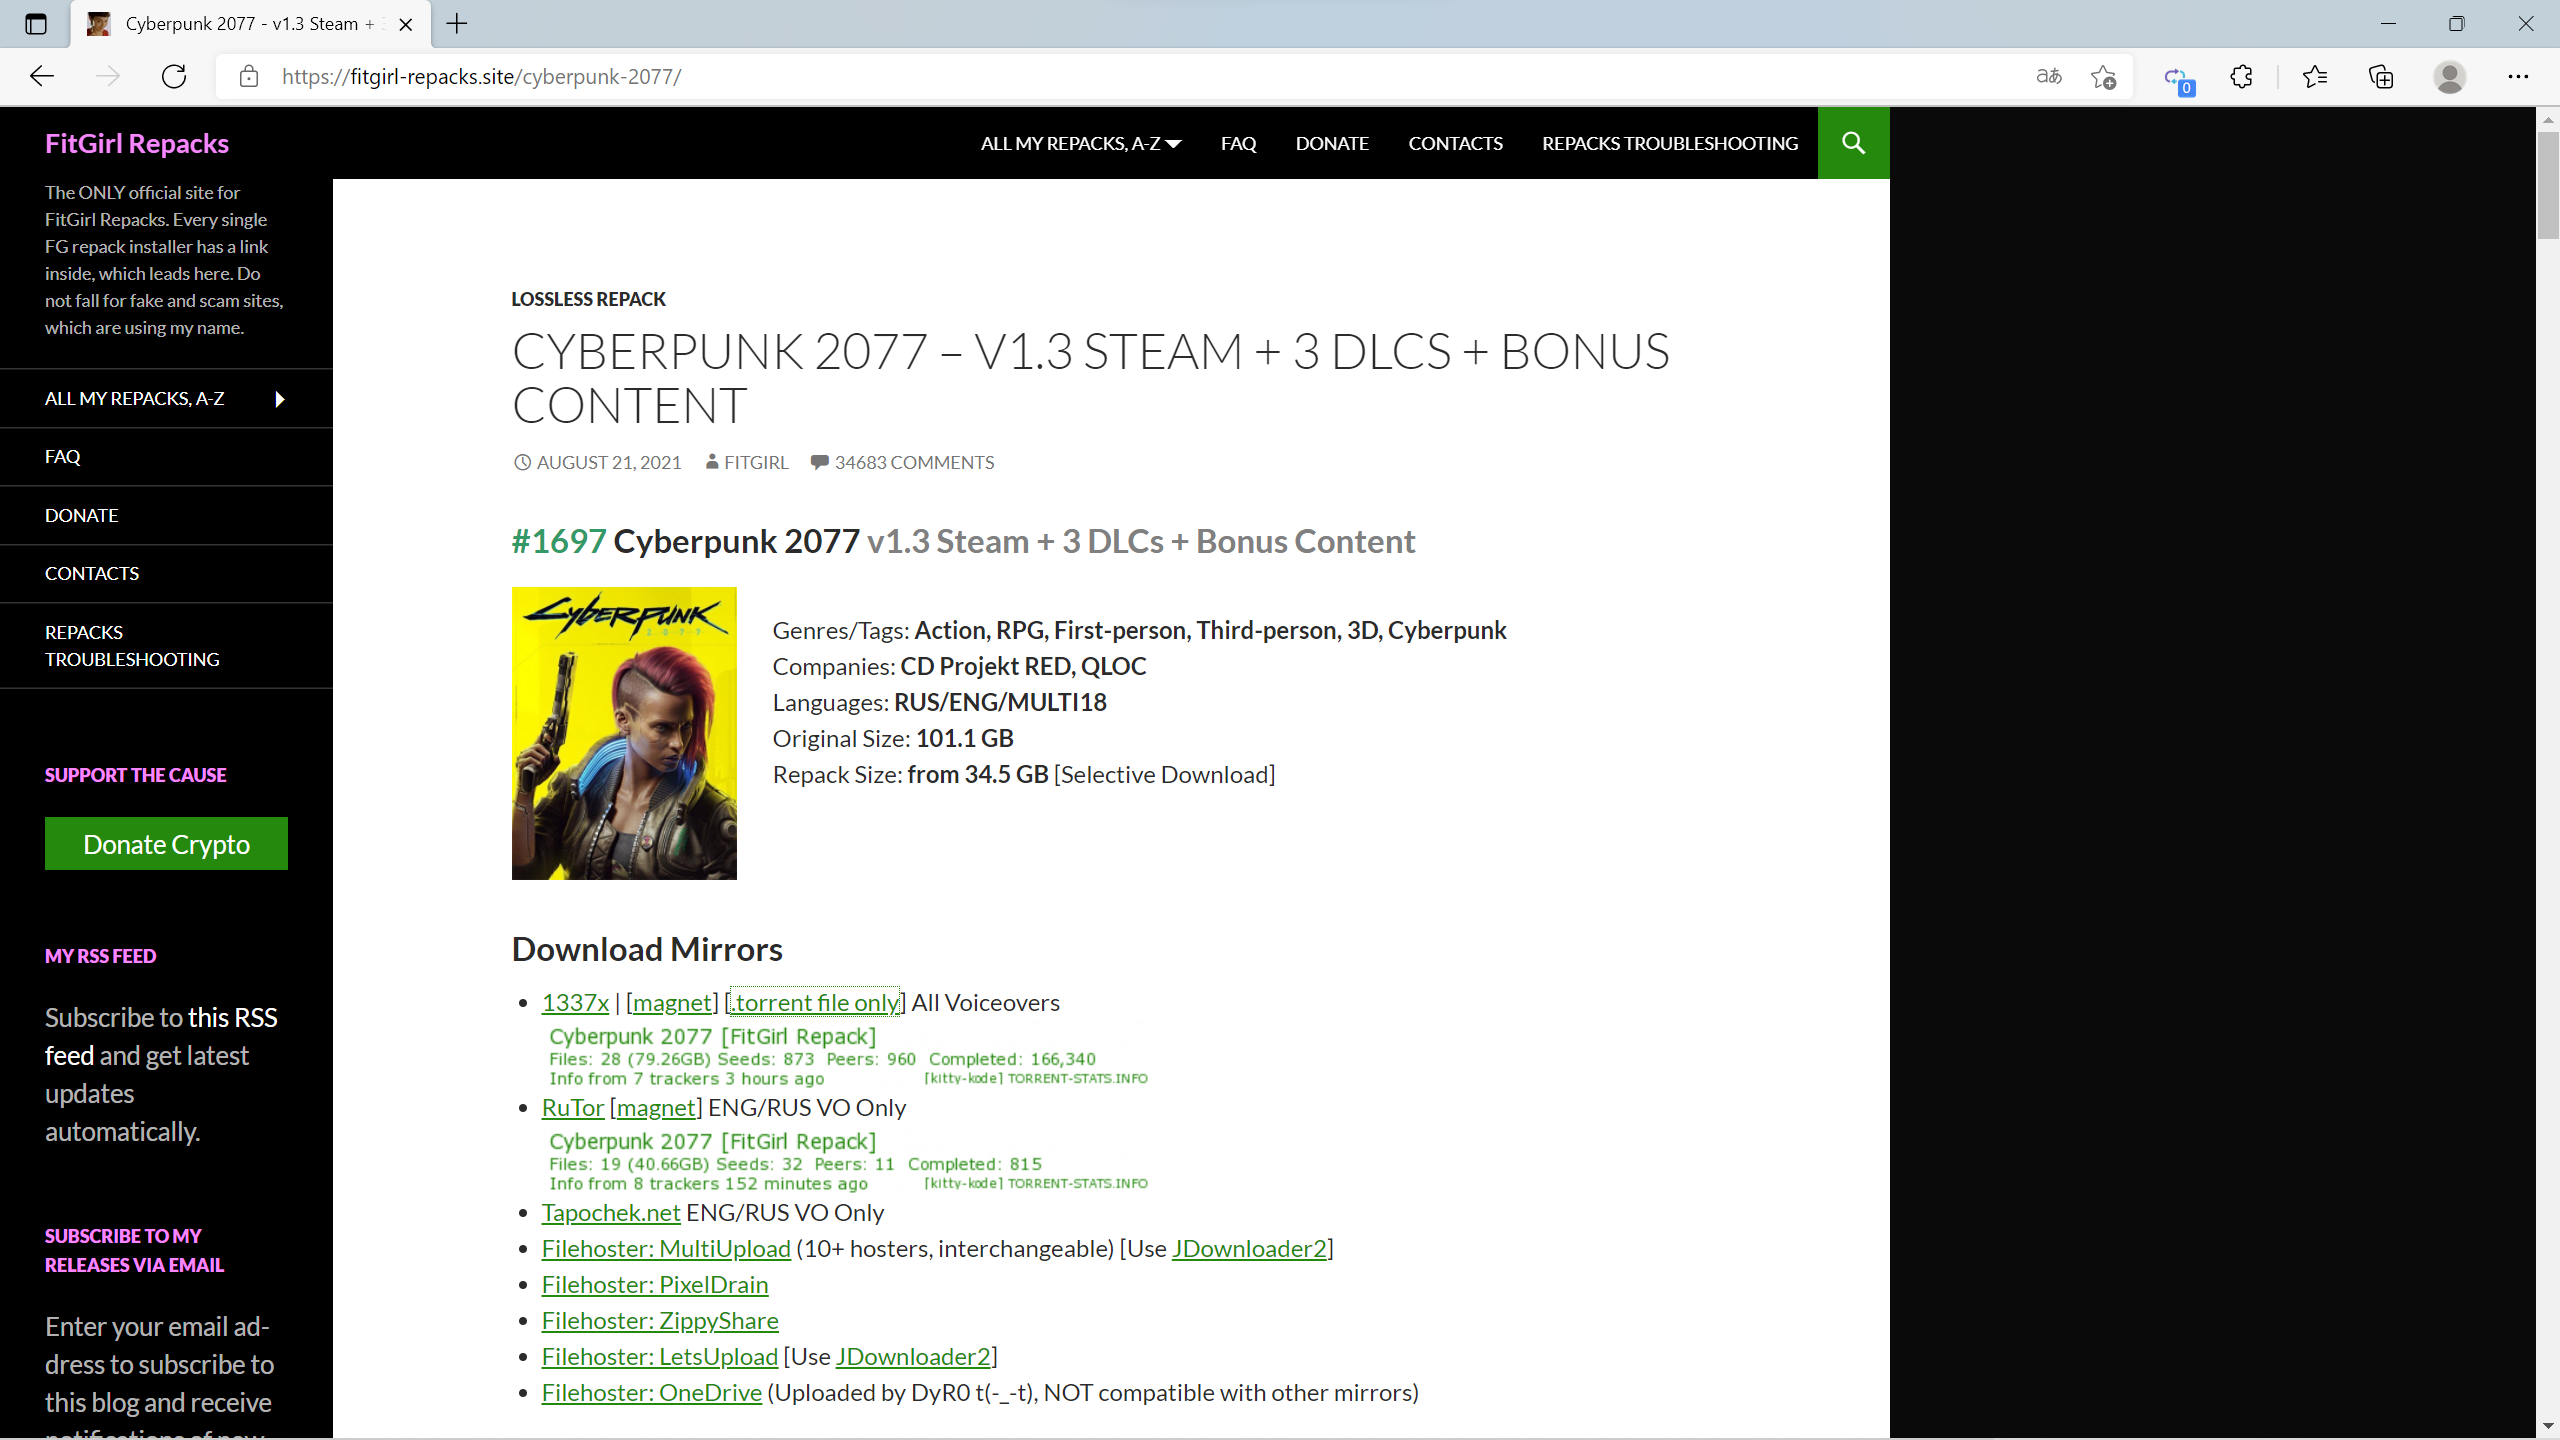 Cyberpunk 2077 - v1.3 Steam +
https://fitgirl-repacks.site/cyberpunk-2077/
aあ
0
FitGirl Repacks
ALL MY REPACKS, A-Z
FAQ
DONATE
CONTACTS
REPACKS TROUBLESHOOTING
The ONLY official site for
FitGirl Repacks. Every single
FG repack installer has a link
inside, which leads here. Do
not fall for fake and scam sites,
which are using my name.
ALL MY REPACKS, A-Z
FAQ
DONATE
CONTACTS
REPACKS
TROUBLESHOOTING
SUPPORT THE CAUSE
Donate Crypto
MY RSS FEED
Subscribe to this RSS
feed and get latest
updates
automatically.
SUBSCRIBE TO MY
RELEASES VIA EMAIL
Enter your email ad-
dress to subscribe to
this blog and receive
notifications of new
LOSSLESS REPACK
CYBERPUNK 2077 – V1.3 STEAM + 3 DLCS + BONUS
CONTENT
AUGUST 21, 2021 FITGIRL 34683 COMMENTS
#1697 Cyberpunk 2077 v1.3 Steam + 3 DLCs + Bonus Content
CYBERPUNK
2077
Genres/Tags: Action, RPG, First-person, Third-person, 3D, Cyberpunk
Companies: CD Projekt RED, QLOC
Languages: RUS/ENG/MULTI18
Original Size: 101.1 GB
Repack Size: from 34.5 GB [Selective Download]
Download Mirrors
1337x | [magnet] [.torrent file only] All Voiceovers
Cyberpunk 2077 [FitGirl Repack]
Files: 28 (79.26GB) Seeds: 873 Peers: 960 Completed: 166,340
Info from 7 trackers 3 hours ago [kitty-kode] TORRENT-STATS.INFO
RuTor [magnet] ENG/RUS VO Only
Cyberpunk 2077 [FitGirl Repack]
Files: 19 (40.66GB) Seeds: 32 Peers: 11 Completed: 815
Info from 8 trackers 152 minutes ago [kitty-kode] TORRENT-STATS.INFO
Tapochek.net ENG/RUS VO Only
Filehoster: MultiUpload (10+ hosters, interchangeable) [Use JDownloader2]
Filehoster: PixelDrain
Filehoster: ZippyShare
Filehoster: LetsUpload [Use JDownloader2]
Filehoster: OneDrive (Uploaded by DyR0 t(-_-t), NOT compatible with other mirrors)